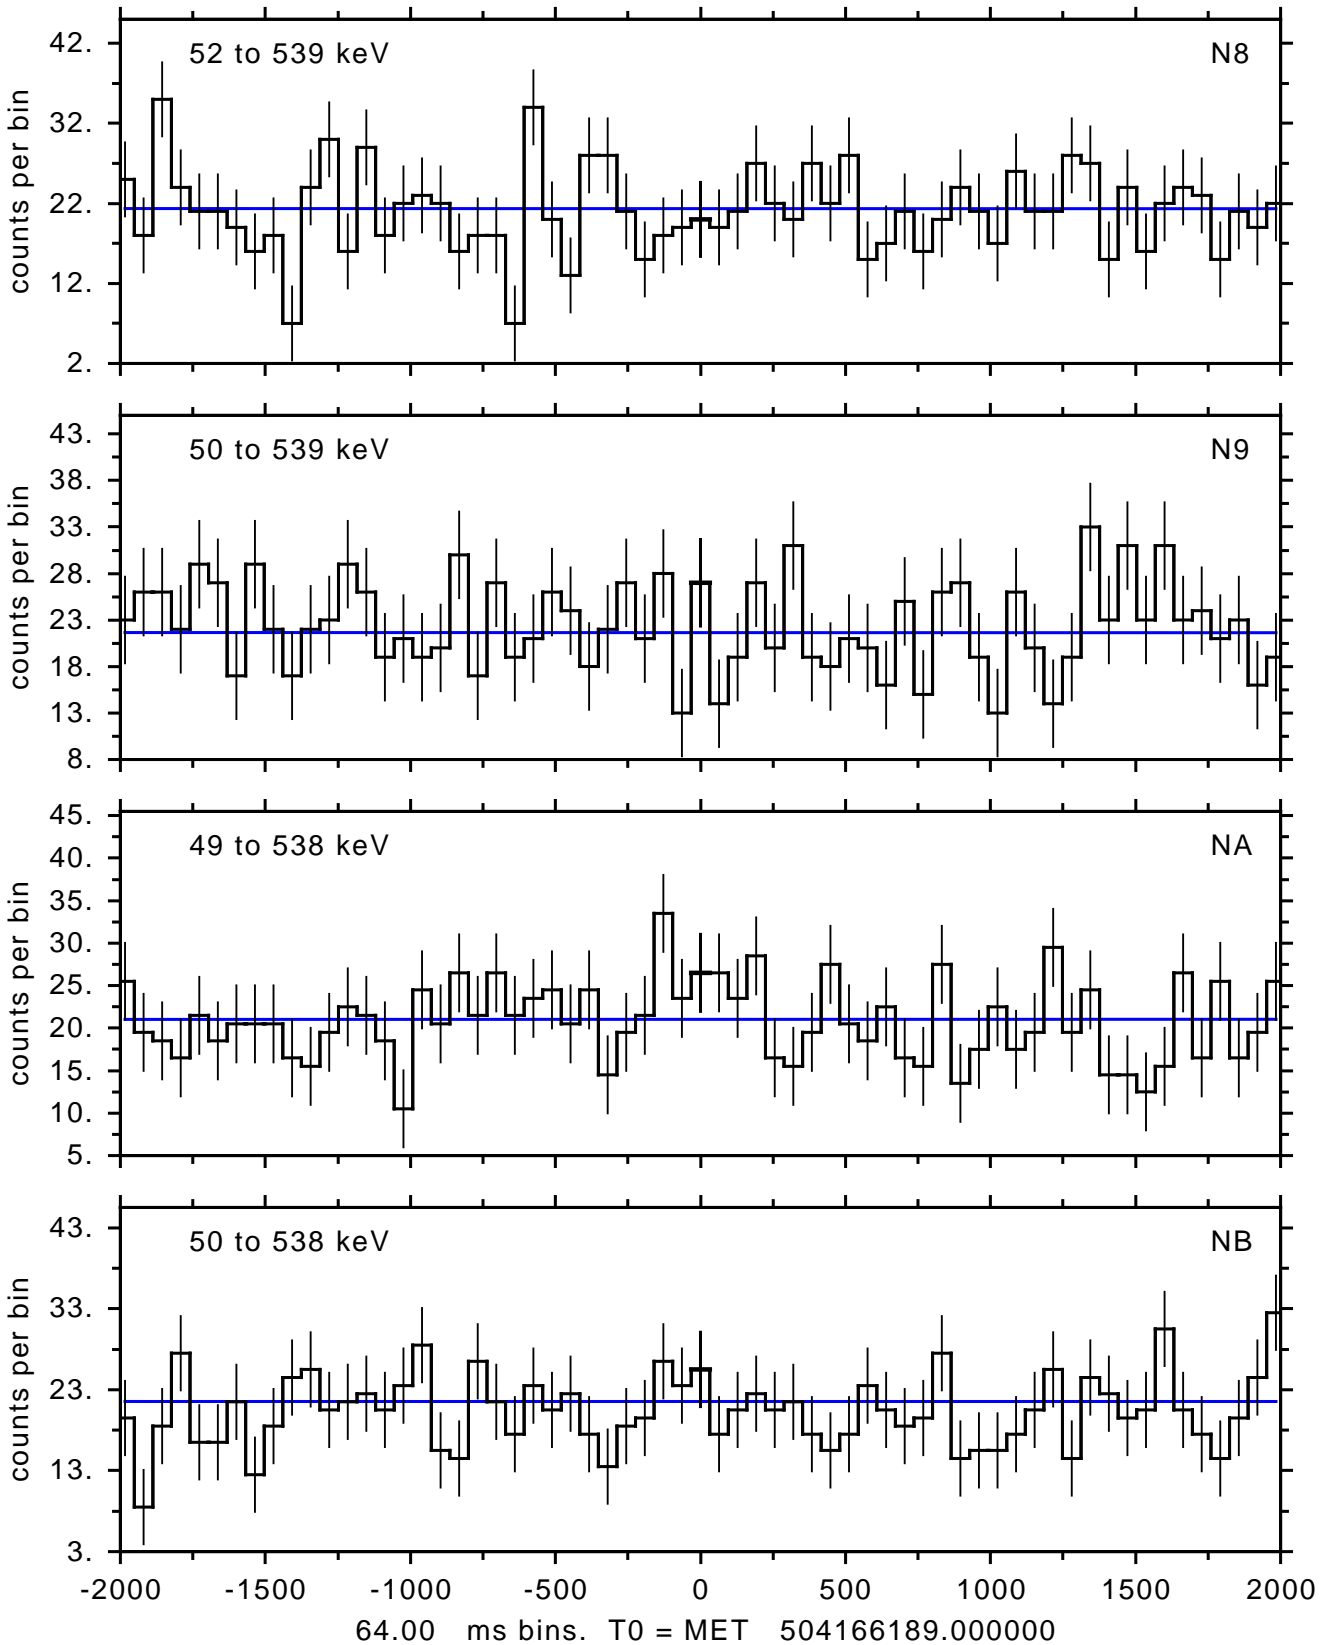 52 to 539 keV N8
42.
32.
22.
12.
2.
counts per bin
50 to 539 keV N9
43.
38.
33.
28.
23.
18.
13.
8.
counts per bin
49 to 538 keV NA
45.
40.
35.
30.
25.
20.
15.
10.
5.
counts per bin
50 to 538 keV NB
43.
33.
23.
13.
3.
counts per bin
-2000 -1500 -1000 -500 0 500 1000 1500 2000
64.00 ms bins. T0 = MET 504166189.000000